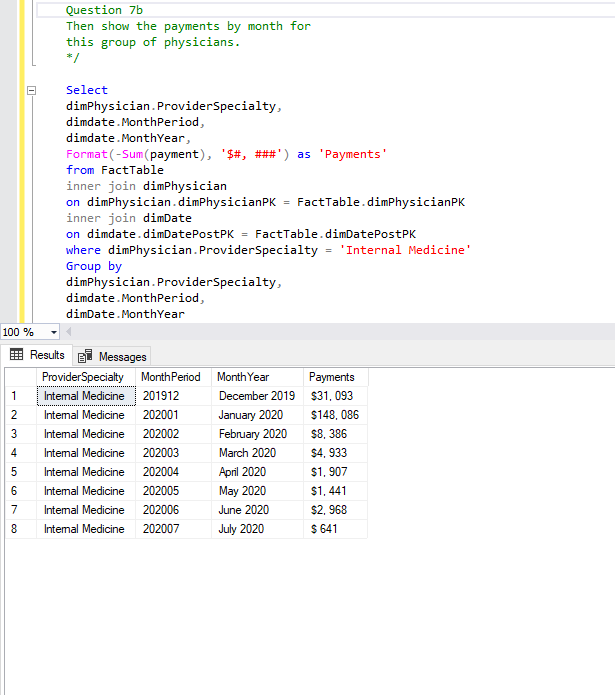 Question 7b
Then show the payments by month for
this group of physicians.
*/
Select
dimPhysician.ProviderSpecialty,
dimdate.MonthPeriod,
dimdate.MonthYear,
Format(-Sum(payment), '$#, ###') as 'Payments'
from FactTable
inner join dimPhysician
on dimPhysician.dimPhysicianPK = FactTable.dimPhysicianPK
inner join dimDate
on dimdate.dimDatePostPK = FactTable.dimDatePostPK
where dimPhysician.ProviderSpecialty = 'Internal Medicine'
Group by
dimPhysician.ProviderSpecialty,
dimdate.MonthPeriod,
dimDate.MonthYear
100 %
Results Messages
ProviderSpecialty MonthPeriod MonthYear Payments
1 Internal Medicine 201912 December 2019 $31, 093
2 Internal Medicine 202001 January 2020 $148, 086
3 Internal Medicine 202002 February 2020 $8, 386
4 Internal Medicine 202003 March 2020 $4, 933
5 Internal Medicine 202004 April 2020 $1, 907
6 Internal Medicine 202005 May 2020 $1, 441
7 Internal Medicine 202006 June 2020 $2, 968
8 Internal Medicine 202007 July 2020 $ 641